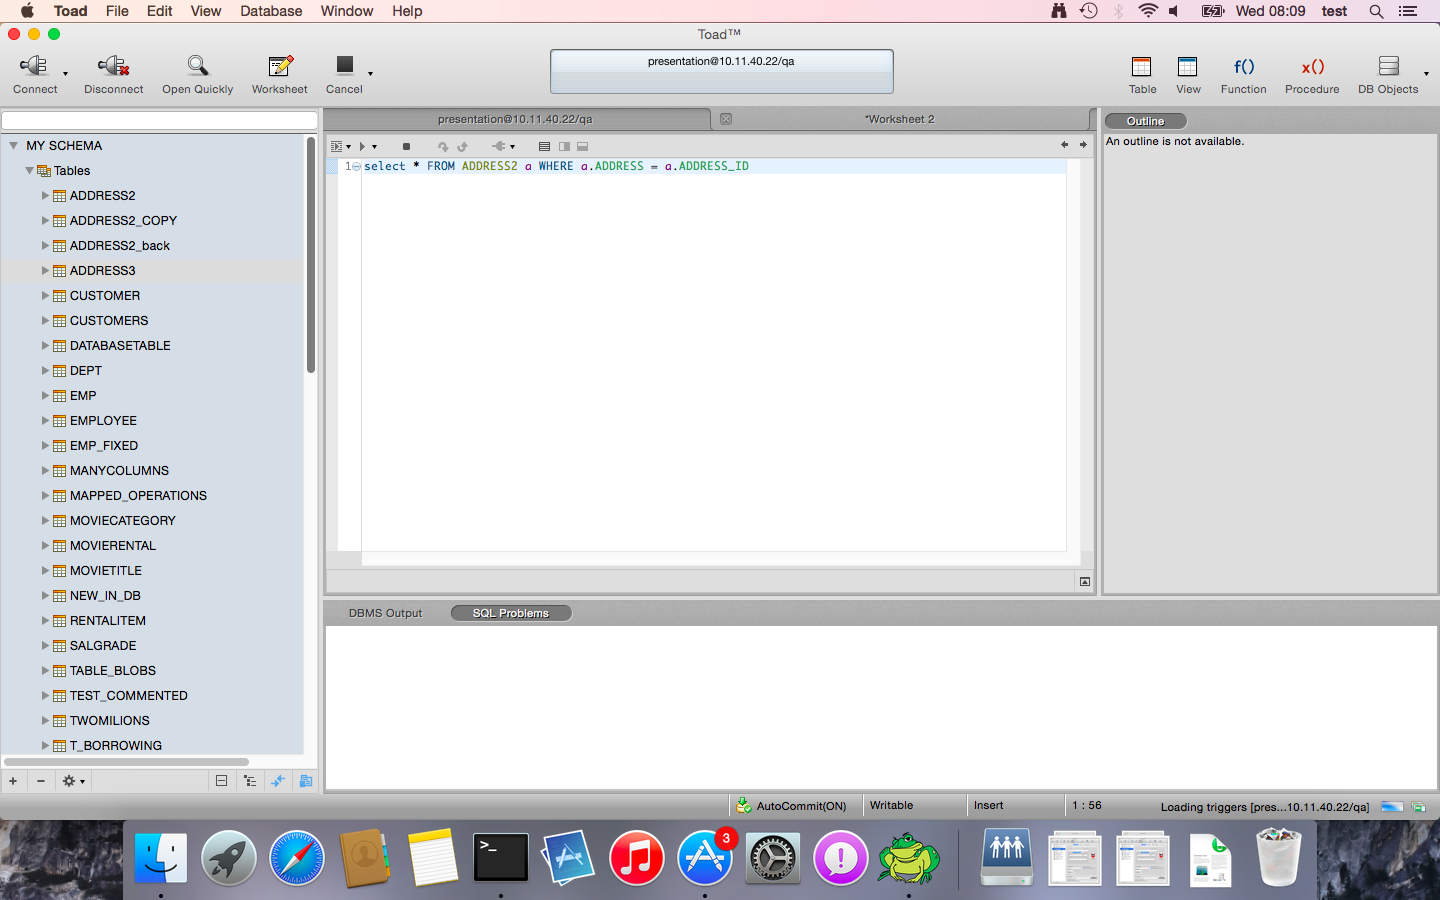 Toad File Edit View Database Window Help
Wed 08:09 test
Toad™
Connect Disconnect Open Quickly Worksheet Cancel
presentation@10.11.40.22/qa
f() x()
Table View Function Procedure DB Objects
presentation@10.11.40.22/qa
*Worksheet 2
Outline
An outline is not available.
MY SCHEMA
Tables
ADDRESS2
ADDRESS2_COPY
ADDRESS2_back
ADDRESS3
CUSTOMER
CUSTOMERS
DATABASETABLE
DEPT
EMP
EMPLOYEE
EMP_FIXED
MANYCOLUMNS
MAPPED_OPERATIONS
MOVIECATEGORY
MOVIERENTAL
MOVIETITLE
NEW_IN_DB
RENTALITEM
SALGRADE
TABLE_BLOBS
TEST_COMMENTED
TWOMILIONS
T_BORROWING
1 select * FROM ADDRESS2 a WHERE a.ADDRESS = a.ADDRESS_ID
DBMS Output SQL Problems
AutoCommit(ON) Writable Insert 1 : 56 Loading triggers [pres...10.11.40.22/qa]
>_
3